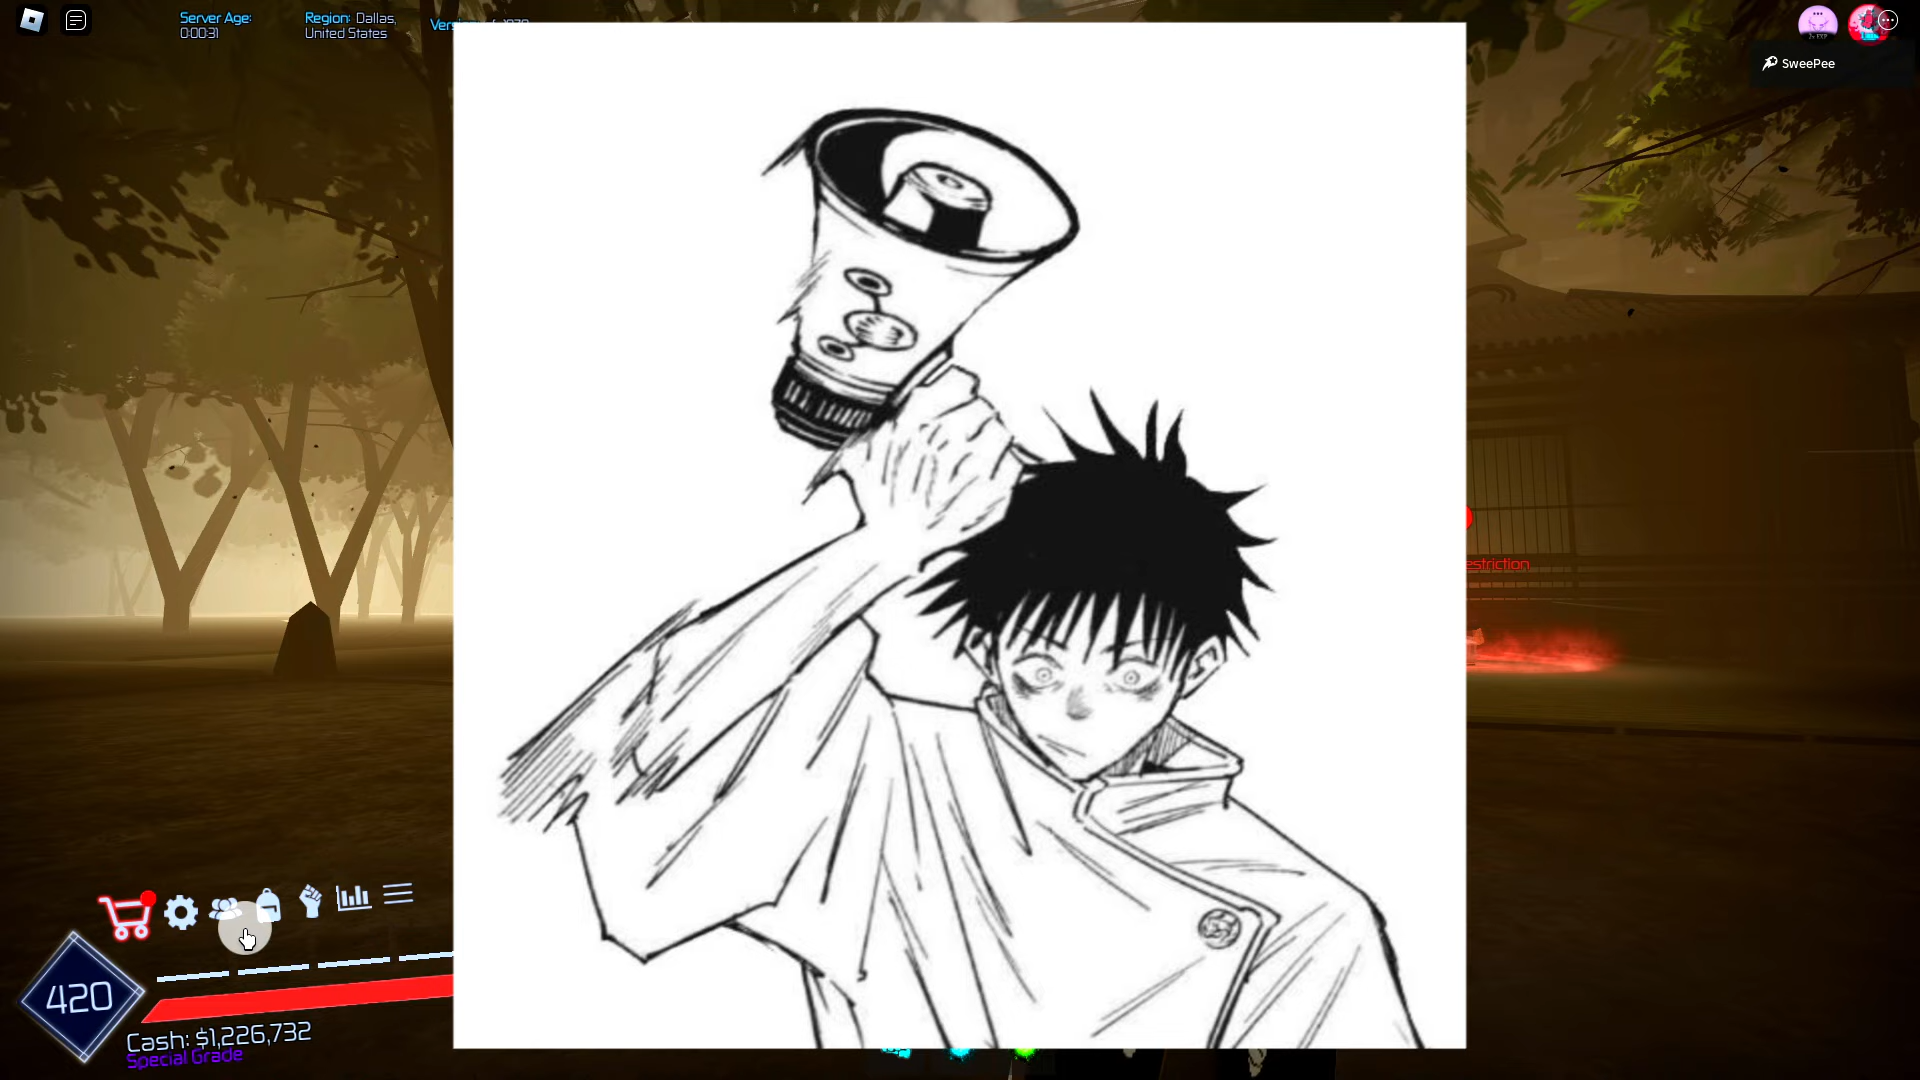 Server Age:
0:00:31
Region: Dallas,
United States
SweePee
420
Cash: $1,226,732
Special Grade
estriction